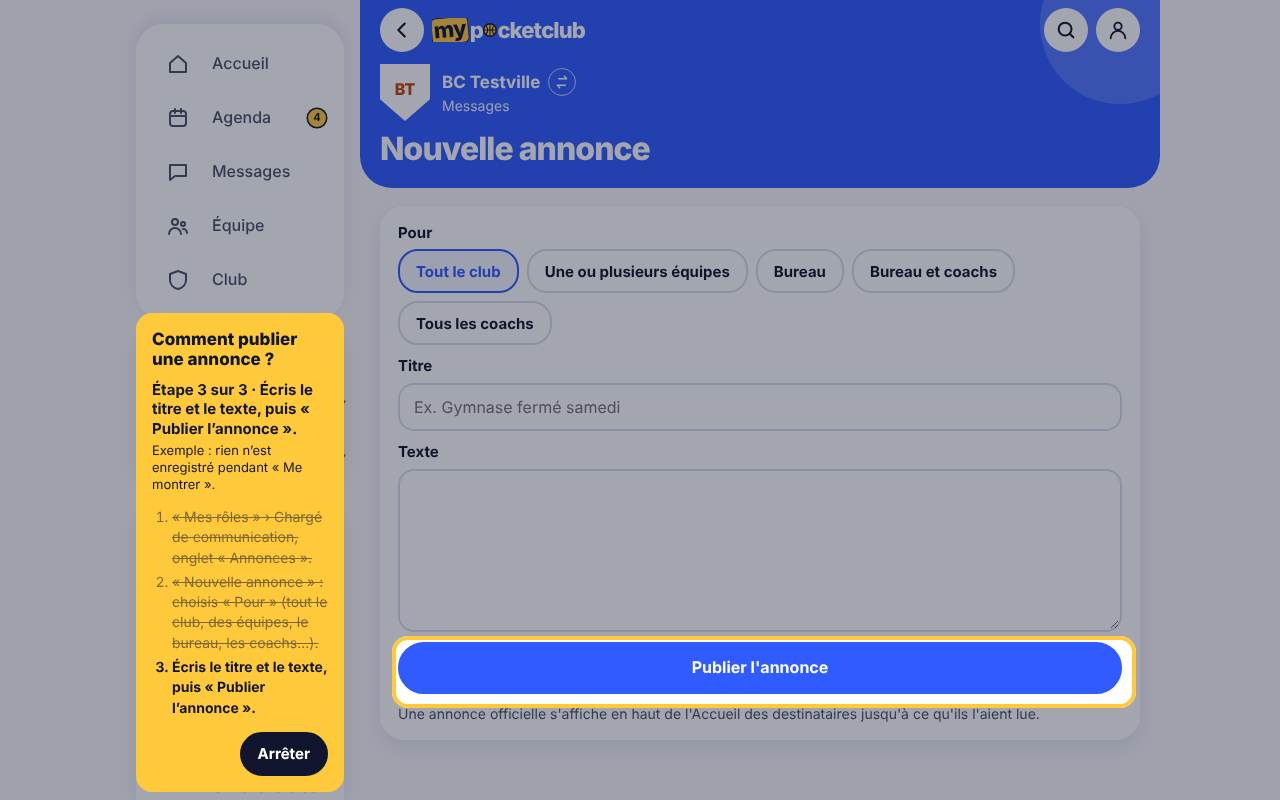 Accueil
Agenda
4
Messages
Équipe
Club
Comment publier
une annonce ?
Étape 3 sur 3 · Écris le
titre et le texte, puis «
Publier l’annonce ».
Exemple : rien n’est
enregistré pendant « Me
montrer ».
1. « Mes rôles » › Chargé
de communication,
onglet « Annonces ».
2. « Nouvelle annonce » :
choisis « Pour » (tout le
club, des équipes, le
bureau, les coachs…).
3. Écris le titre et le texte,
puis « Publier
l’annonce ».
Arrêter
mypocketclub
BT
BC Testville
Messages
Nouvelle annonce
Pour
Tout le club
Une ou plusieurs équipes
Bureau
Bureau et coachs
Tous les coachs
Titre
Ex. Gymnase fermé samedi
Texte
Publier l'annonce
Une annonce officielle s'affiche en haut de l'Accueil des destinataires jusqu'à ce qu'ils l'aient lue.